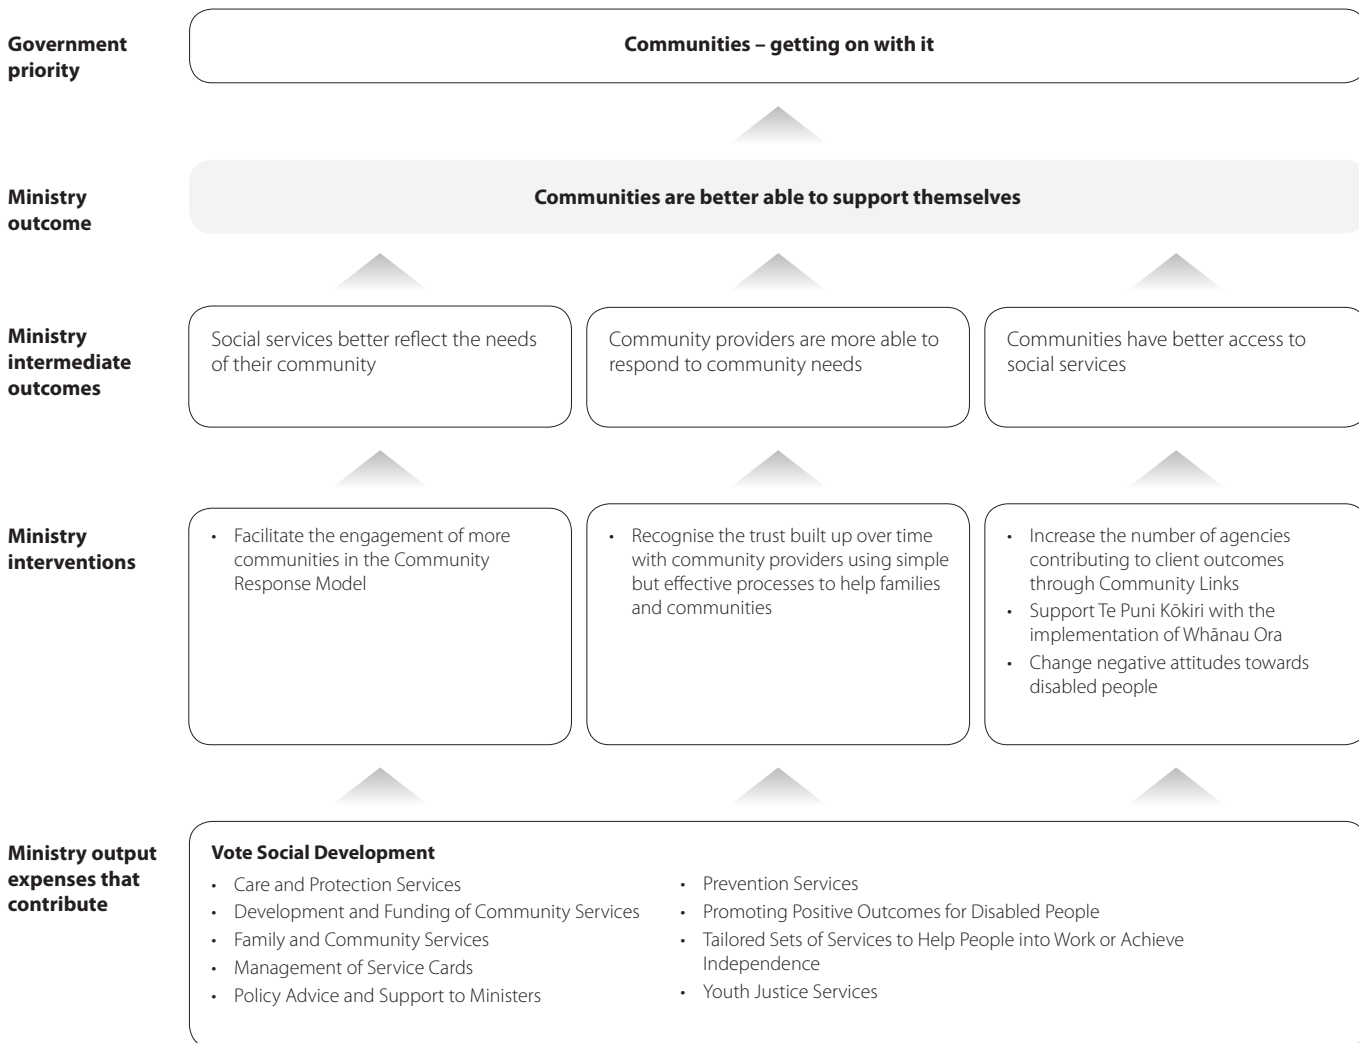 Government
priority
Communities – getting on with it
Ministry
outcome
Communities are better able to support themselves
Ministry
intermediate
outcomes
Social services better reflect the needs
of their community
Community providers are more able to
respond to community needs
Communities have better access to
social services
Ministry
interventions
• Facilitate the engagement of more
communities in the Community
Response Model
• Recognise the trust built up over time
with community providers using simple
but effective processes to help families
and communities
• Increase the number of agencies
contributing to client outcomes
through Community Links
• Support Te Puni Kōkiri with the
implementation of Whānau Ora
• Change negative attitudes towards
disabled people
Ministry output
expenses that
contribute
Vote Social Development
• Care and Protection Services
• Development and Funding of Community Services
• Family and Community Services
• Management of Service Cards
• Policy Advice and Support to Ministers
• Prevention Services
• Promoting Positive Outcomes for Disabled People
• Tailored Sets of Services to Help People into Work or Achieve
Independence
• Youth Justice Services